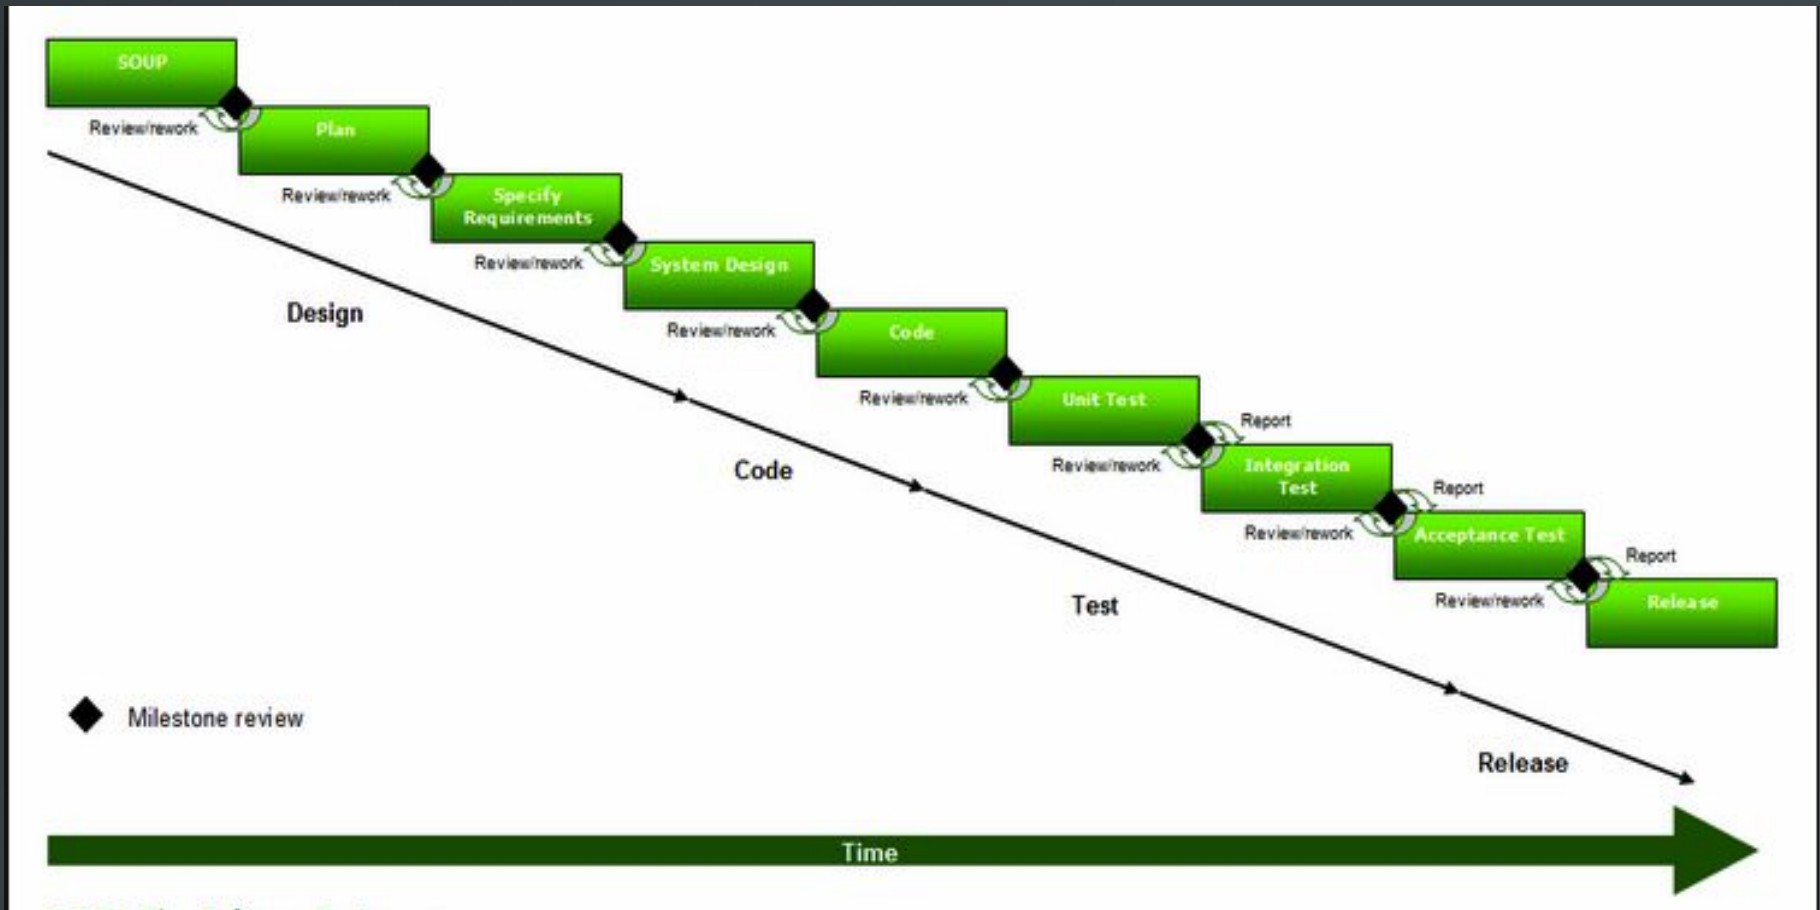 SOUP
Review/rework
Plan
Review/rework
Specify
Requirements
Review/rework
System Design
Review/rework
Code
Review/rework
Unit Test
Report
Review/rework
Integration
Test
Report
Review/rework
Acceptance Test
Report
Review/rework
Release
Design
Code
Test
Release
Milestone review
Time